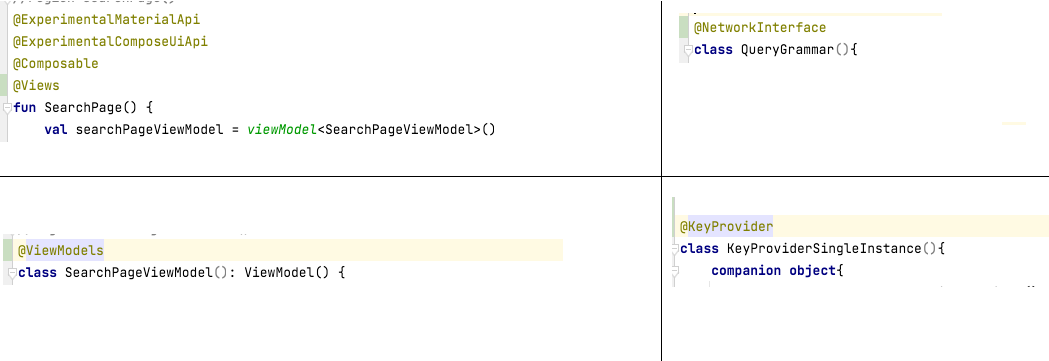 @ExperimentalMaterialApi
@ExperimentalComposeUiApi
@Composable
@Views
fun SearchPage() {
val searchPageViewModel = viewModel<SearchPageViewModel>()
@NetworkInterface
class QueryGrammar(){
@ViewModels
class SearchPageViewModel(): ViewModel() {
@KeyProvider
class KeyProviderSingleInstance(){
companion object{